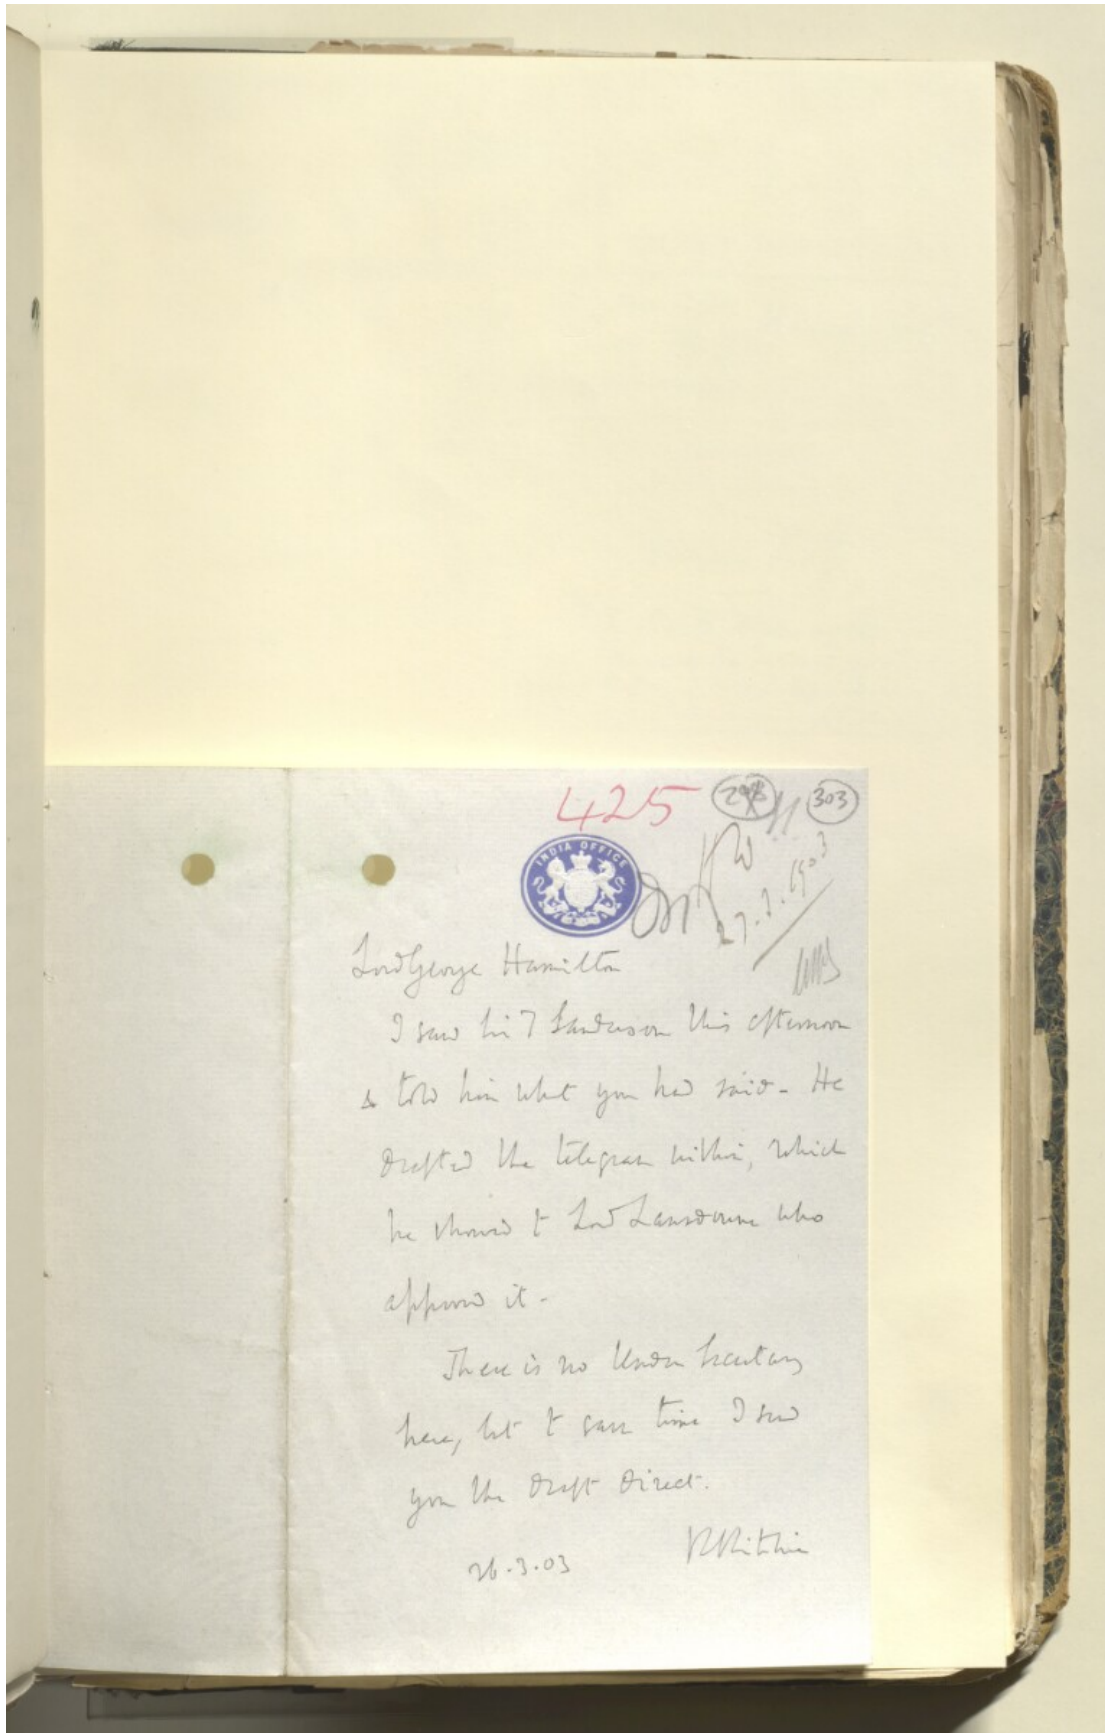 425
298
303
INDIA OFFICE
27.3.1903
Lord George Hamilton
I saw Sir T Sanderson this afternoon
& told him what you had said - He
drafted the telegram within, which
he showed to Lord Lansdowne who
approved it -
There is no Under Secretary
here, but to save time I send
you the draft direct.
R Ritchie
26.3.03